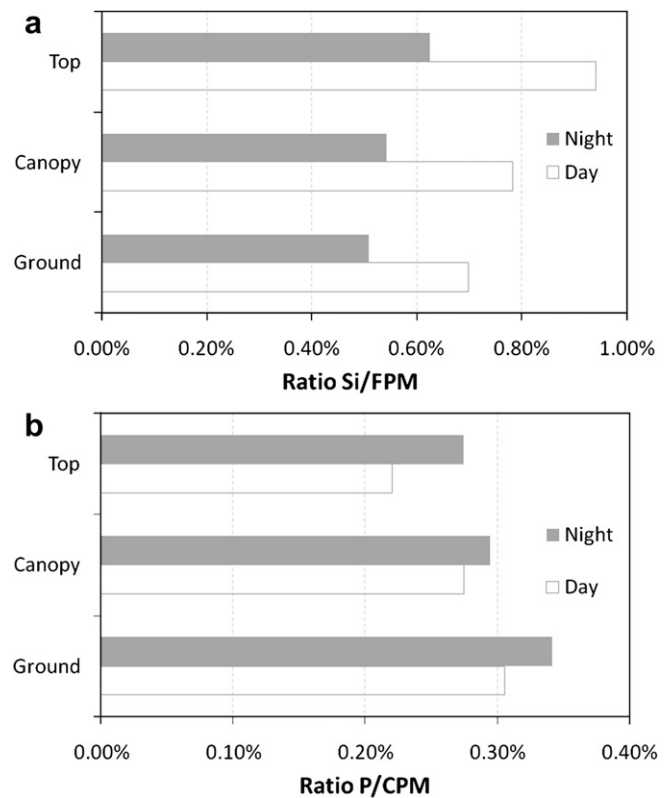 a
Top
Canopy
Ground
Night
Day
0.00% 0.20% 0.40% 0.60% 0.80% 1.00%
Ratio Si/FPM
b
Top
Canopy
Ground
Night
Day
0.00% 0.10% 0.20% 0.30% 0.40%
Ratio P/CPM